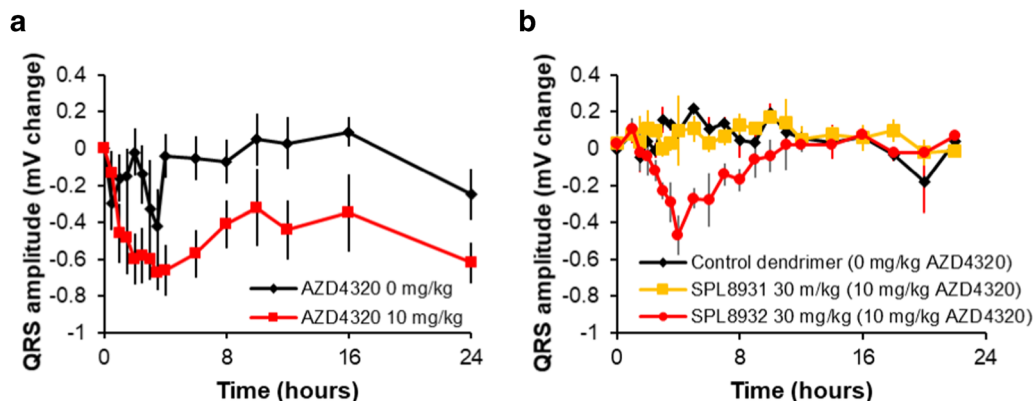 a
QRS amplitude (mV change)
0.4
0.2
0
-0.2
-0.4
-0.6
-0.8
-1
AZD4320 0 mg/kg
AZD4320 10 mg/kg
0 8 16 24
Time (hours)
b
QRS amplitude (mV change)
0.4
0.2
0
-0.2
-0.4
-0.6
-0.8
-1
Control dendrimer (0 mg/kg AZD4320)
SPL8931 30 m/kg (10 mg/kg AZD4320)
SPL8932 30 mg/kg (10 mg/kg AZD4320)
0 8 16 24
Time (hours)